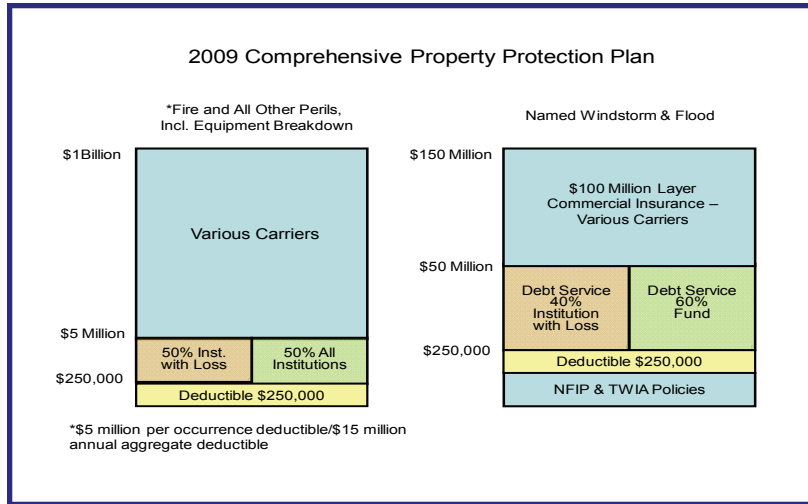 2009 Comprehensive Property Protection Plan
*Fire and All Other Perils,
Incl. Equipment Breakdown
$1Billion
Various Carriers
$5 Million
50% Inst.
with Loss
50% All
Institutions
$250,000
Deductible $250,000
*$5 million per occurrence deductible/$15 million
annual aggregate deductible
Named Windstorm & Flood
$150 Million
$100 Million Layer
Commercial Insurance –
Various Carriers
$50 Million
Debt Service
40%
Institution
with Loss
Debt Service
60%
Fund
$250,000
Deductible $250,000
NFIP & TWIA Policies